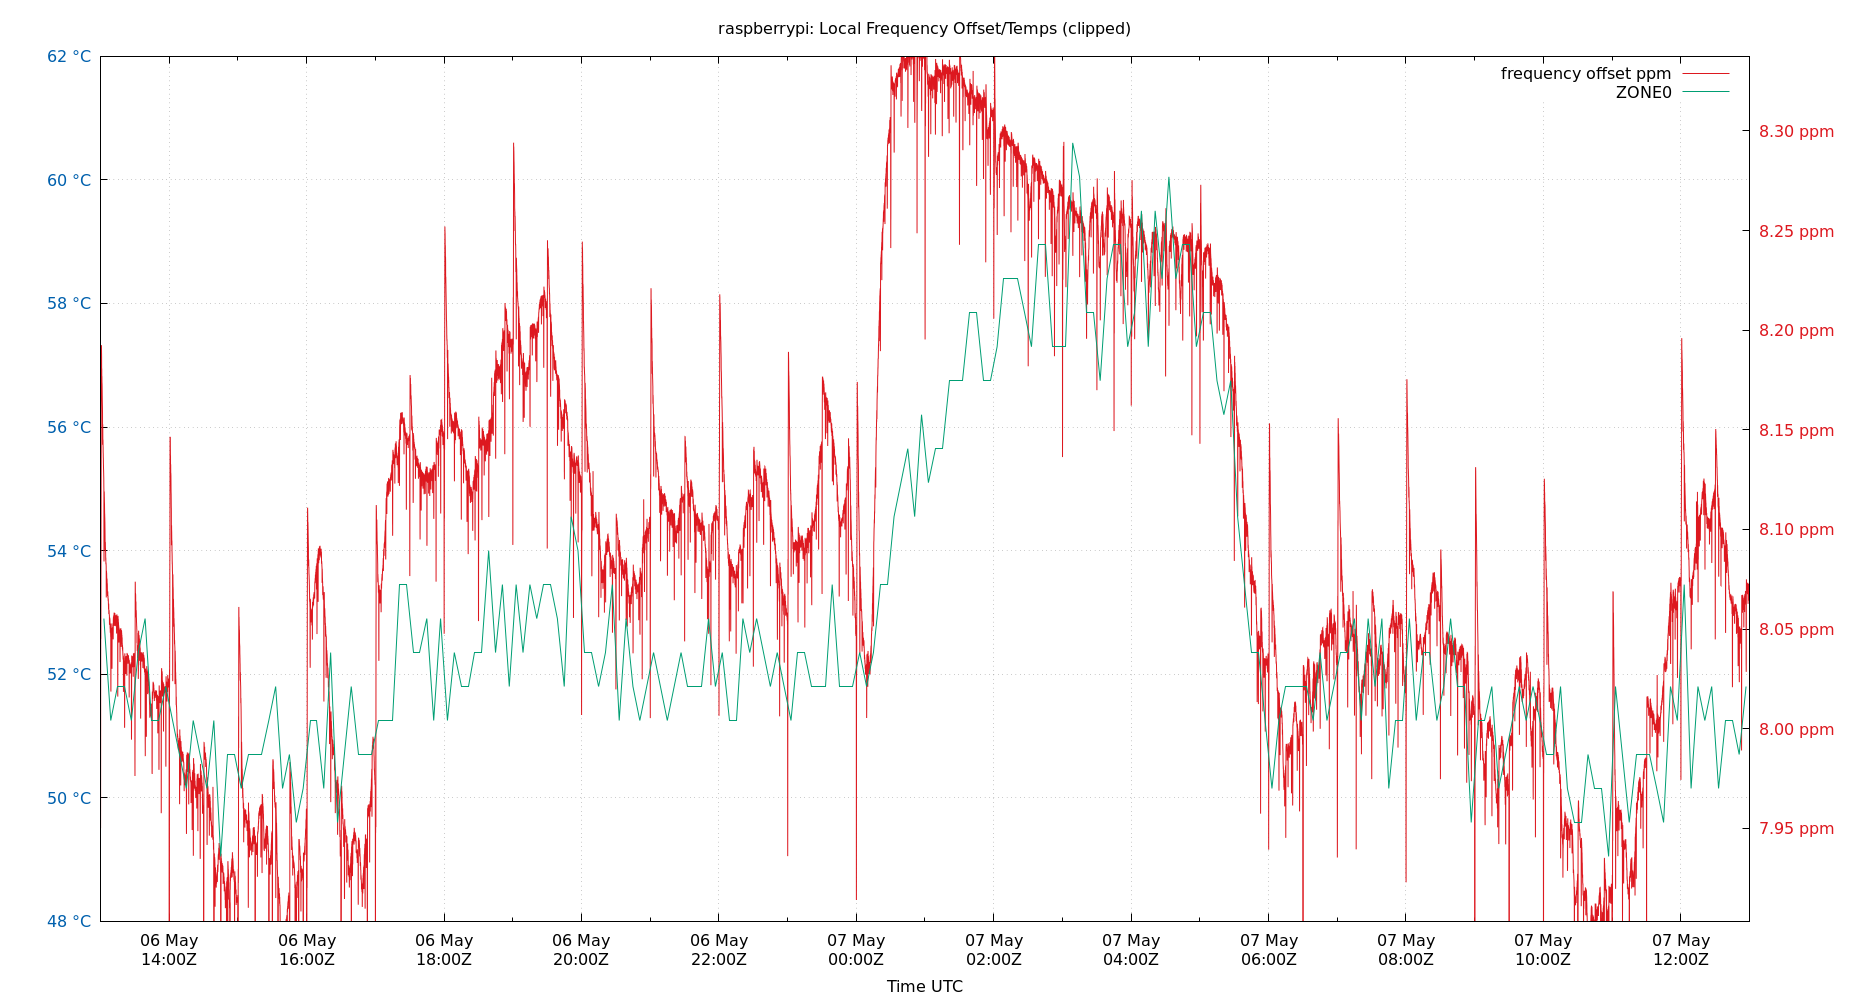 raspberrypi: Local Frequency Offset/Temps (clipped)
62 °C
60 °C
58 °C
56 °C
54 °C
52 °C
50 °C
48 °C
frequency offset ppm
ZONE0
8.30 ppm
8.25 ppm
8.20 ppm
8.15 ppm
8.10 ppm
8.05 ppm
8.00 ppm
7.95 ppm
06 May 06 May 06 May 06 May 06 May 07 May 07 May 07 May 07 May 07 May 07 May 07 May
14:00Z 16:00Z 18:00Z 20:00Z 22:00Z 00:00Z 02:00Z 04:00Z 06:00Z 08:00Z 10:00Z 12:00Z
Time UTC